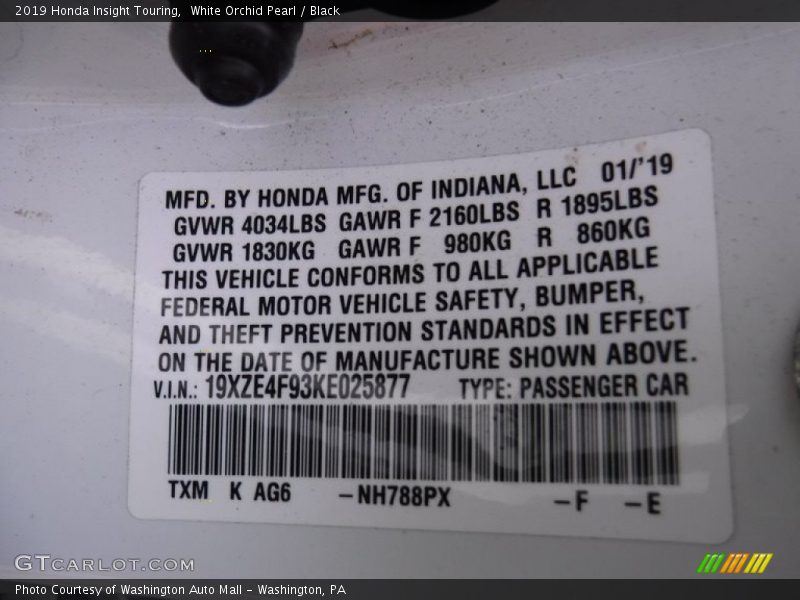 2019 Honda Insight Touring,  White Orchid Pearl / Black
MFD. BY HONDA MFG. OF INDIANA, LLC 01/'19
GVWR 4034LBS GAWR F 2160LBS R 1895LBS
GVWR 1830KG GAWR F 980KG R 860KG
THIS VEHICLE CONFORMS TO ALL APPLICABLE
FEDERAL MOTOR VEHICLE SAFETY, BUMPER,
AND THEFT PREVENTION STANDARDS IN EFFECT
ON THE DATE OF MANUFACTURE SHOWN ABOVE.
V.I.N.: 19XZE4F93KE025877 TYPE: PASSENGER CAR
TXM K AG6 –NH788PX –F –E
GTCARLOT.COM
Photo Courtesy of Washington Auto Mall – Washington, PA